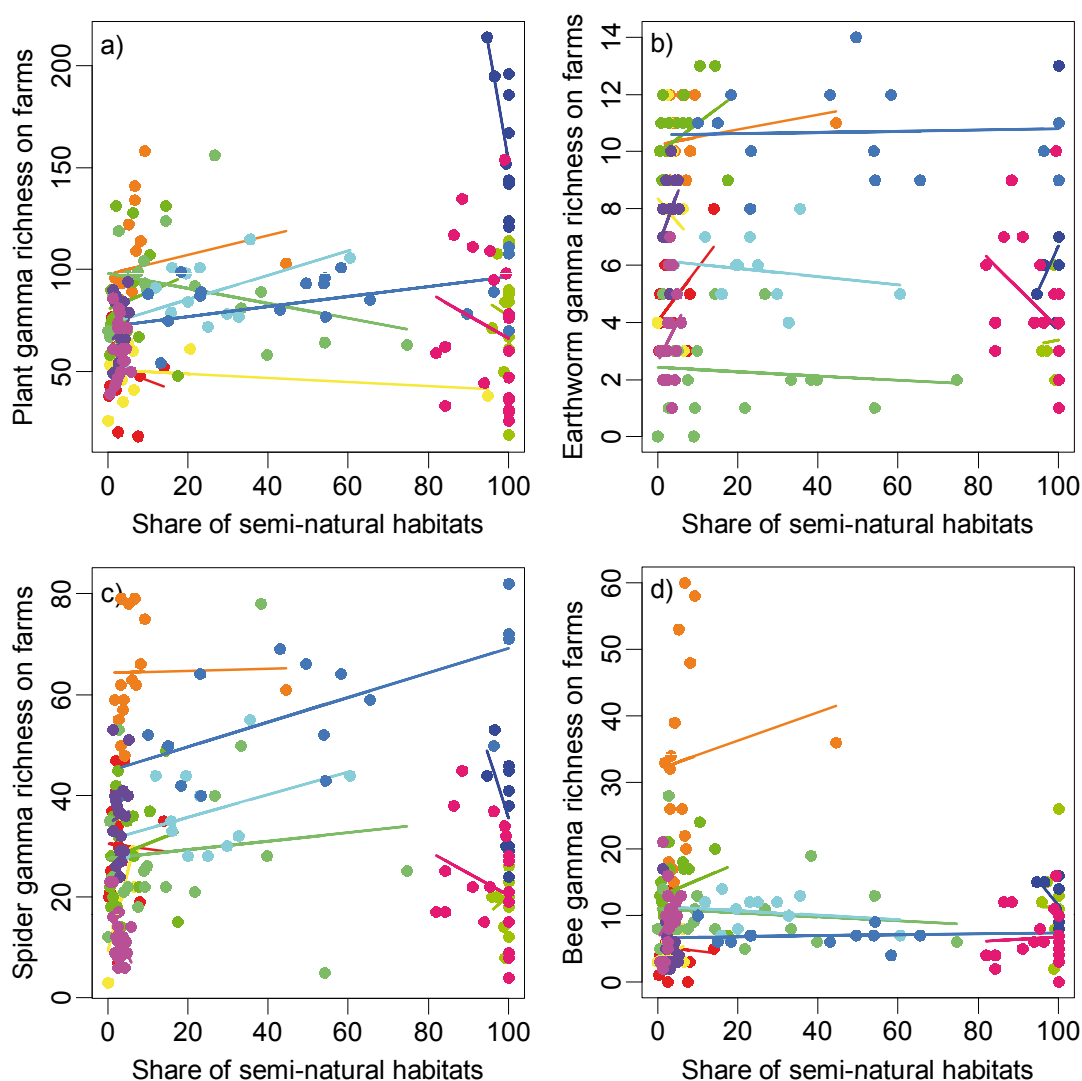 a)
Plant gamma richness on farms
50 100 150 200
0 20 40 60 80 100
Share of semi-natural habitats
b)
Earthworm gamma richness on farms
0 2 4 6 8 10 12 14
0 20 40 60 80 100
Share of semi-natural habitats
c)
Spider gamma richness on farms
0 20 40 60 80
0 20 40 60 80 100
Share of semi-natural habitats
d)
Bee gamma richness on farms
0 10 20 30 40 50 60
0 20 40 60 80 100
Share of semi-natural habitats